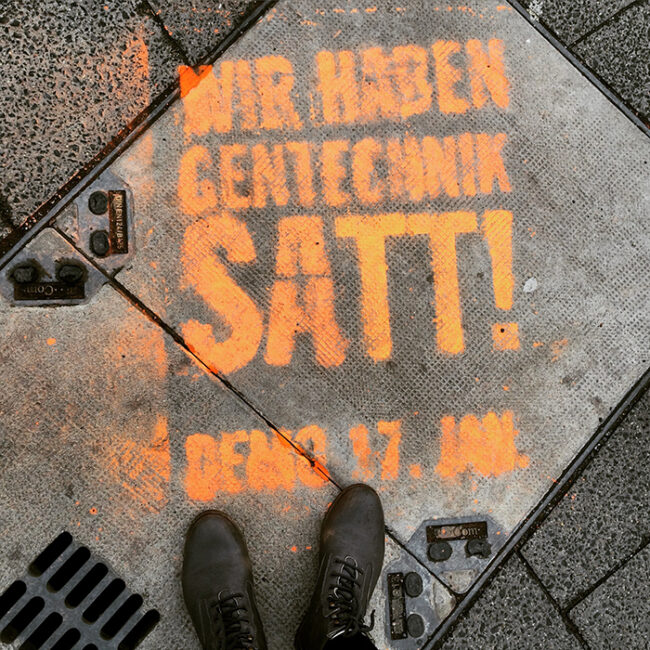 WIR HABEN
GENTECHNIK
SATT!
DEMO 17. JAN.